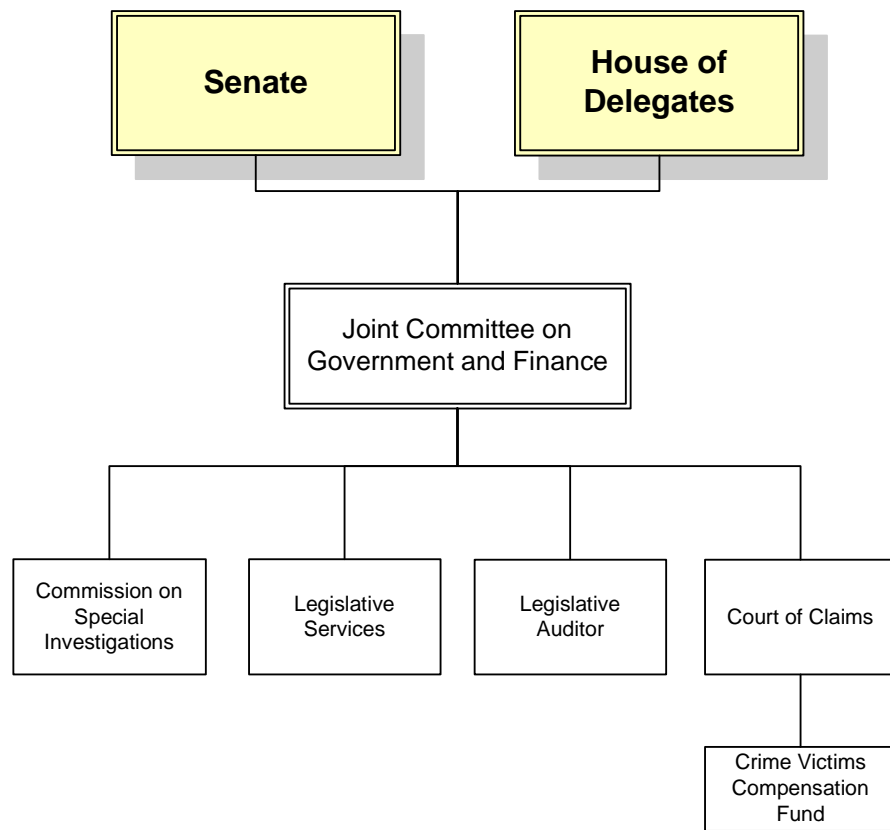 Senate
House of
Delegates
Joint Committee on
Government and Finance
Commission on
Special
Investigations
Legislative
Services
Legislative
Auditor
Court of Claims
Crime Victims
Compensation
Fund